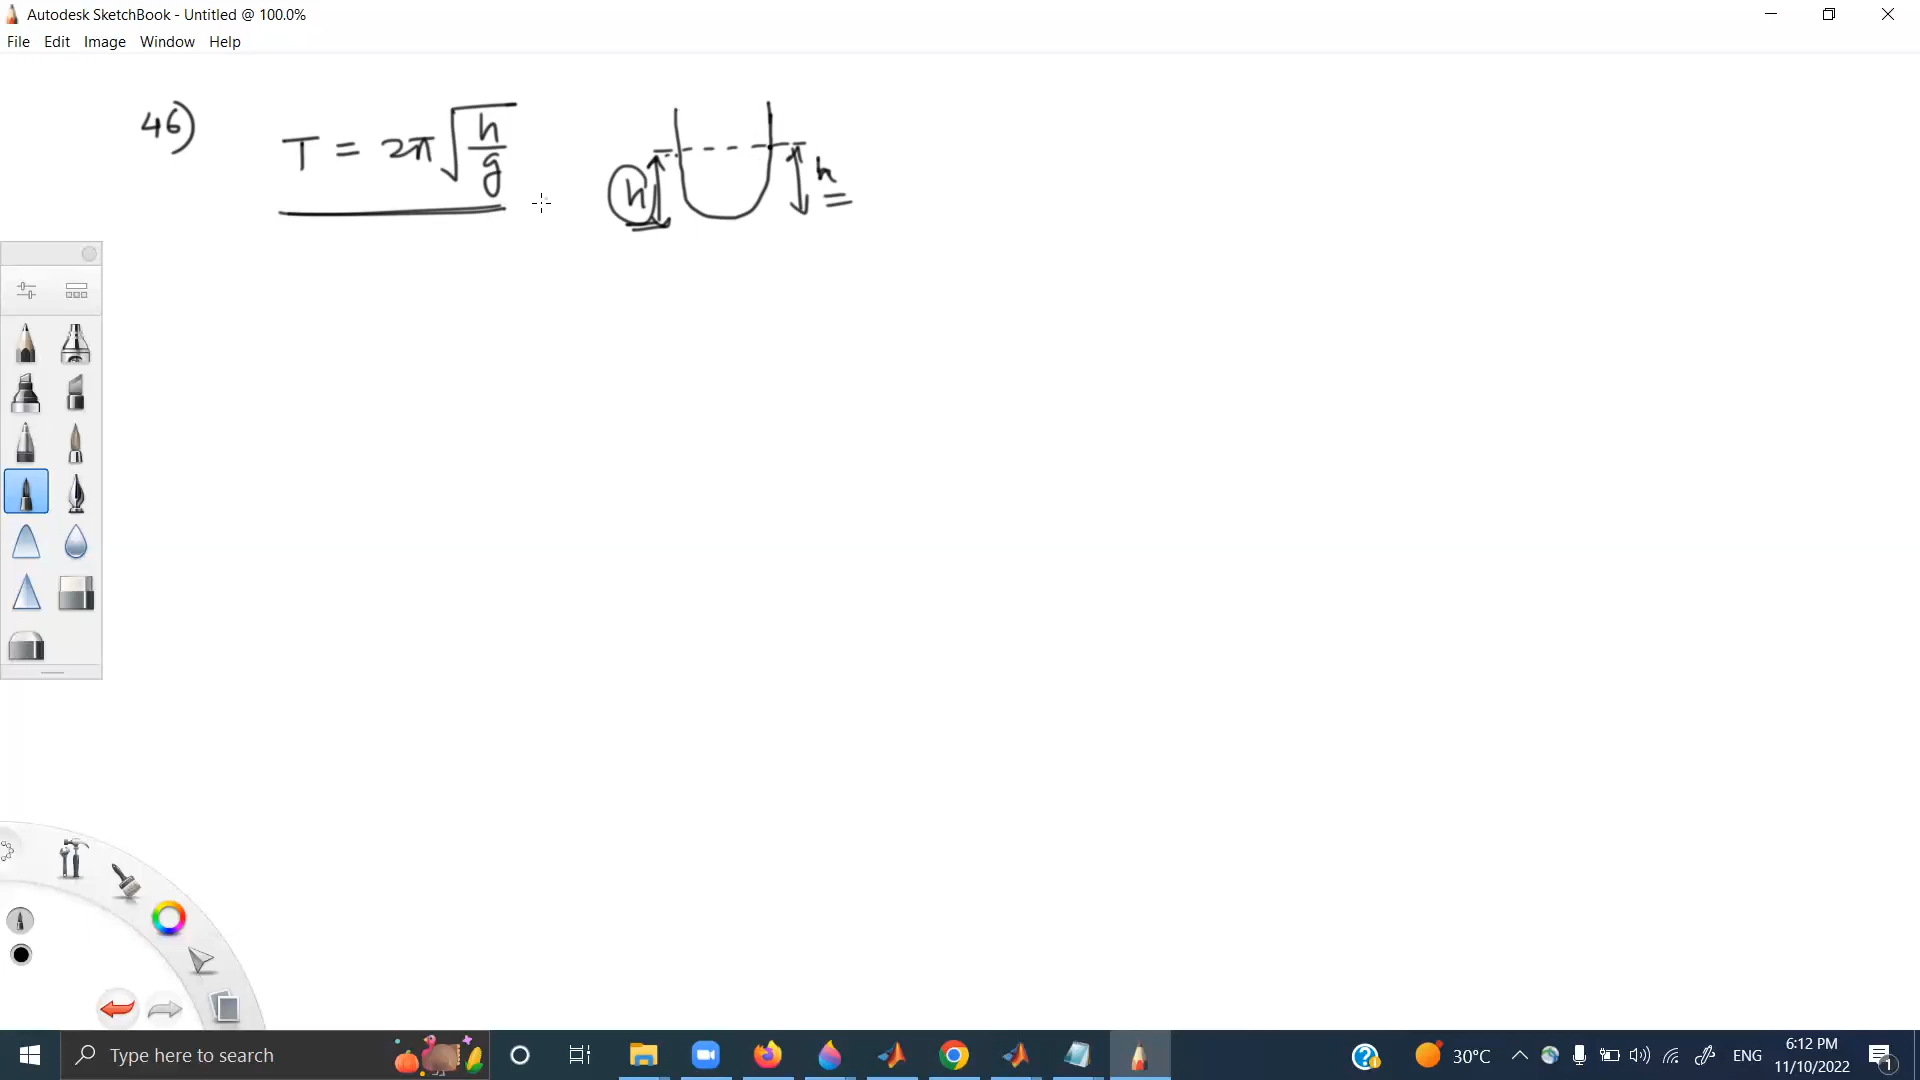 Autodesk SketchBook - Untitled @ 100.0%
File Edit Image Window Help
46) T = 2π√(h/g) h h
Type here to search
30°C ENG 6:12 PM
11/10/2022 1